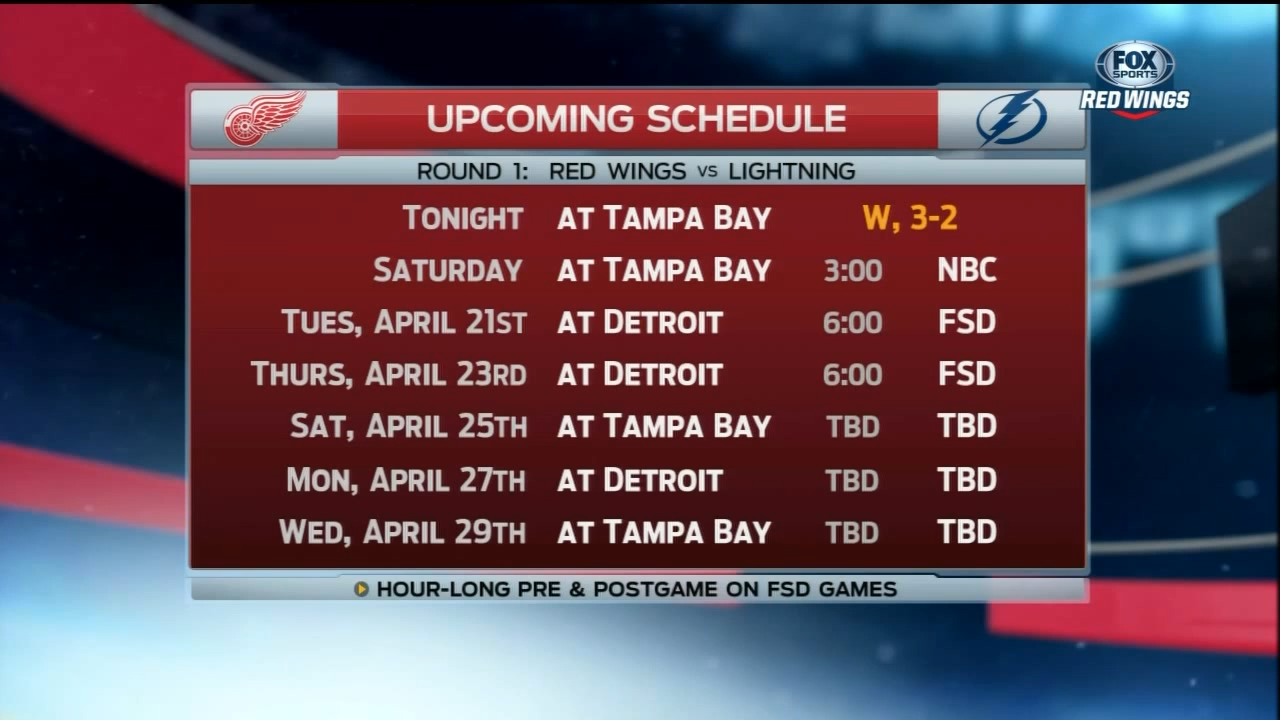 FOX
SPORTS
RED WINGS
UPCOMING SCHEDULE
ROUND 1: RED WINGS VS LIGHTNING
TONIGHT AT TAMPA BAY W, 3-2
SATURDAY AT TAMPA BAY 3:00 NBC
TUES, APRIL 21ST AT DETROIT 6:00 FSD
THURS, APRIL 23RD AT DETROIT 6:00 FSD
SAT, APRIL 25TH AT TAMPA BAY TBD TBD
MON, APRIL 27TH AT DETROIT TBD TBD
WED, APRIL 29TH AT TAMPA BAY TBD TBD
HOUR-LONG PRE & POSTGAME ON FSD GAMES